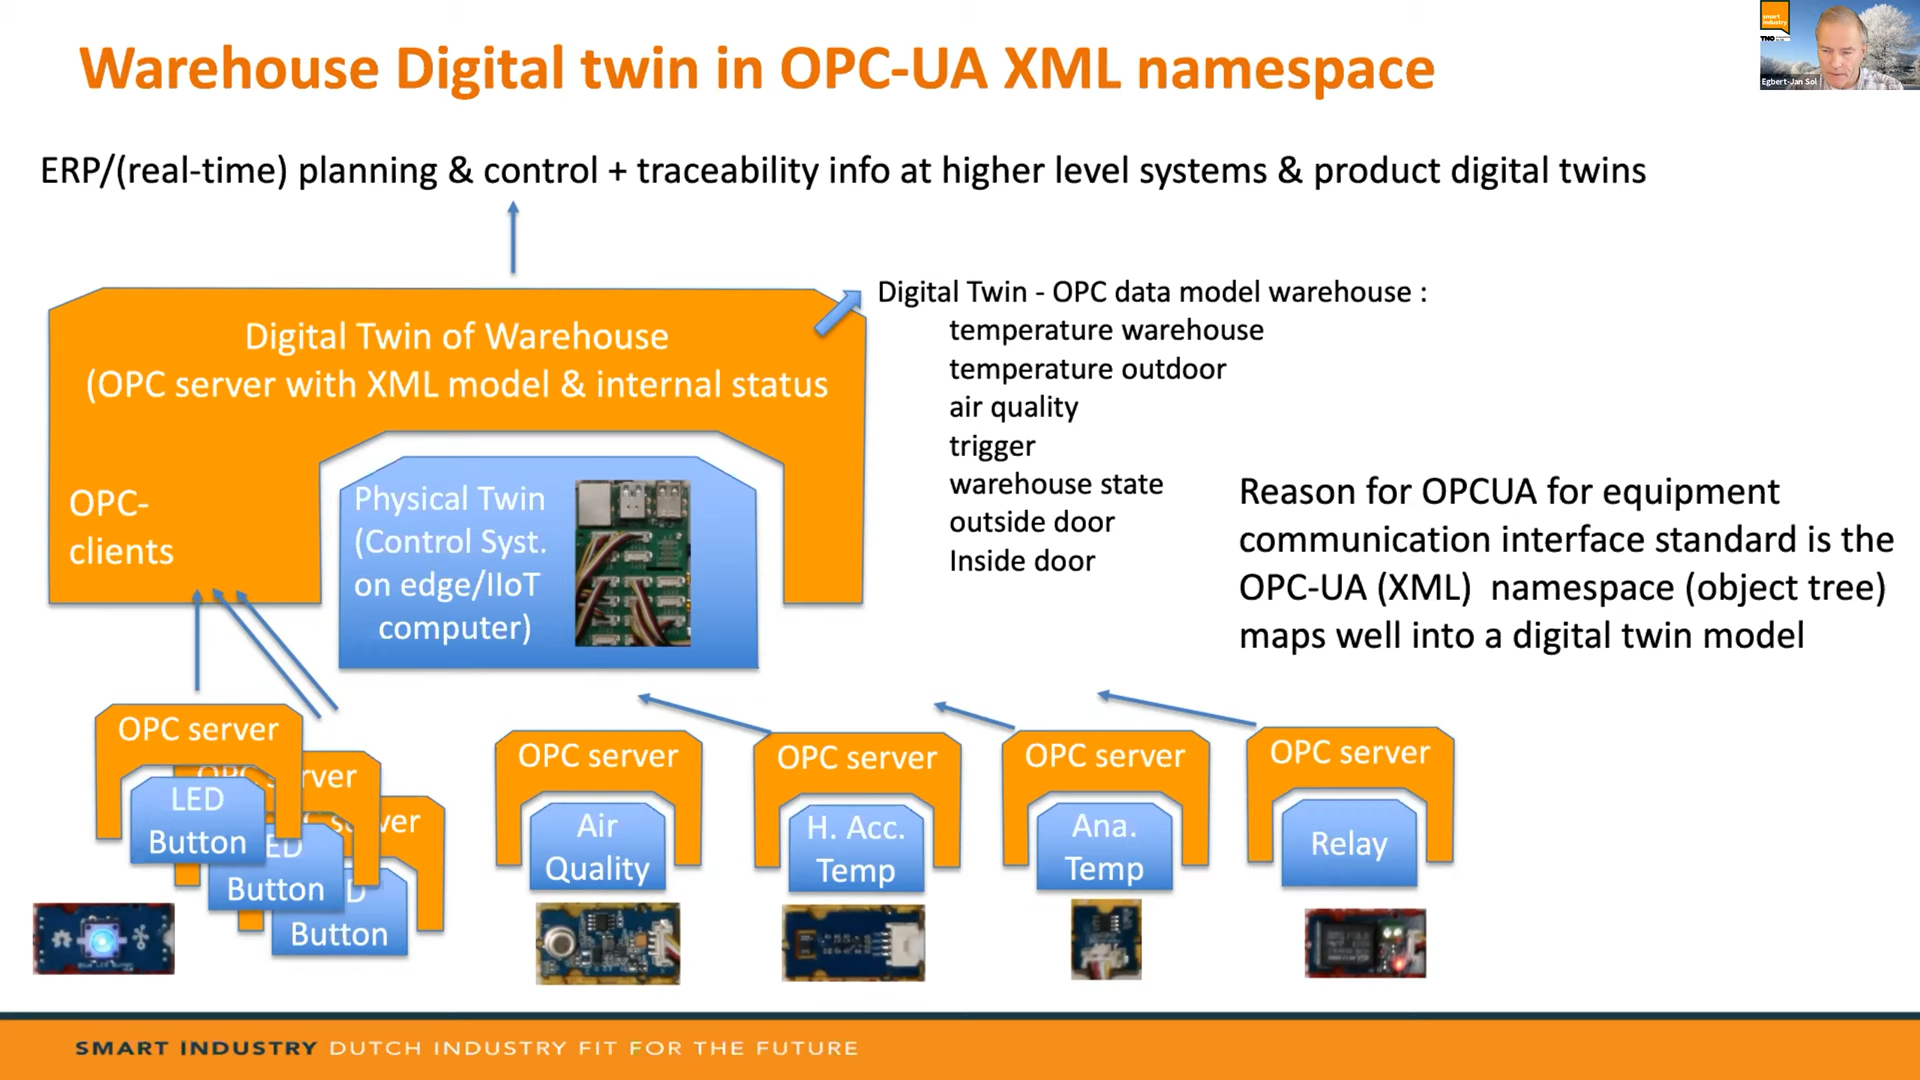 Warehouse Digital twin in OPC-UA XML namespace
smart
industry
TNO
Egbert-Jan Sol
ERP/(real-time) planning & control + traceability info at higher level systems & product digital twins
Digital Twin of Warehouse
(OPC server with XML model & internal status
OPC-
clients
Physical Twin
(Control Syst.
on edge/IIoT
computer)
Digital Twin - OPC data model warehouse :
temperature warehouse
temperature outdoor
air quality
trigger
warehouse state
outside door
Inside door
Reason for OPCUA for equipment
communication interface standard is the
OPC-UA (XML) namespace (object tree)
maps well into a digital twin model
OPC server
LED
Button
OPC server
ED
Button
server
D
Button
OPC server
Air
Quality
OPC server
H. Acc.
Temp
OPC server
Ana.
Temp
OPC server
Relay
SMART INDUSTRY DUTCH INDUSTRY FIT FOR THE FUTURE